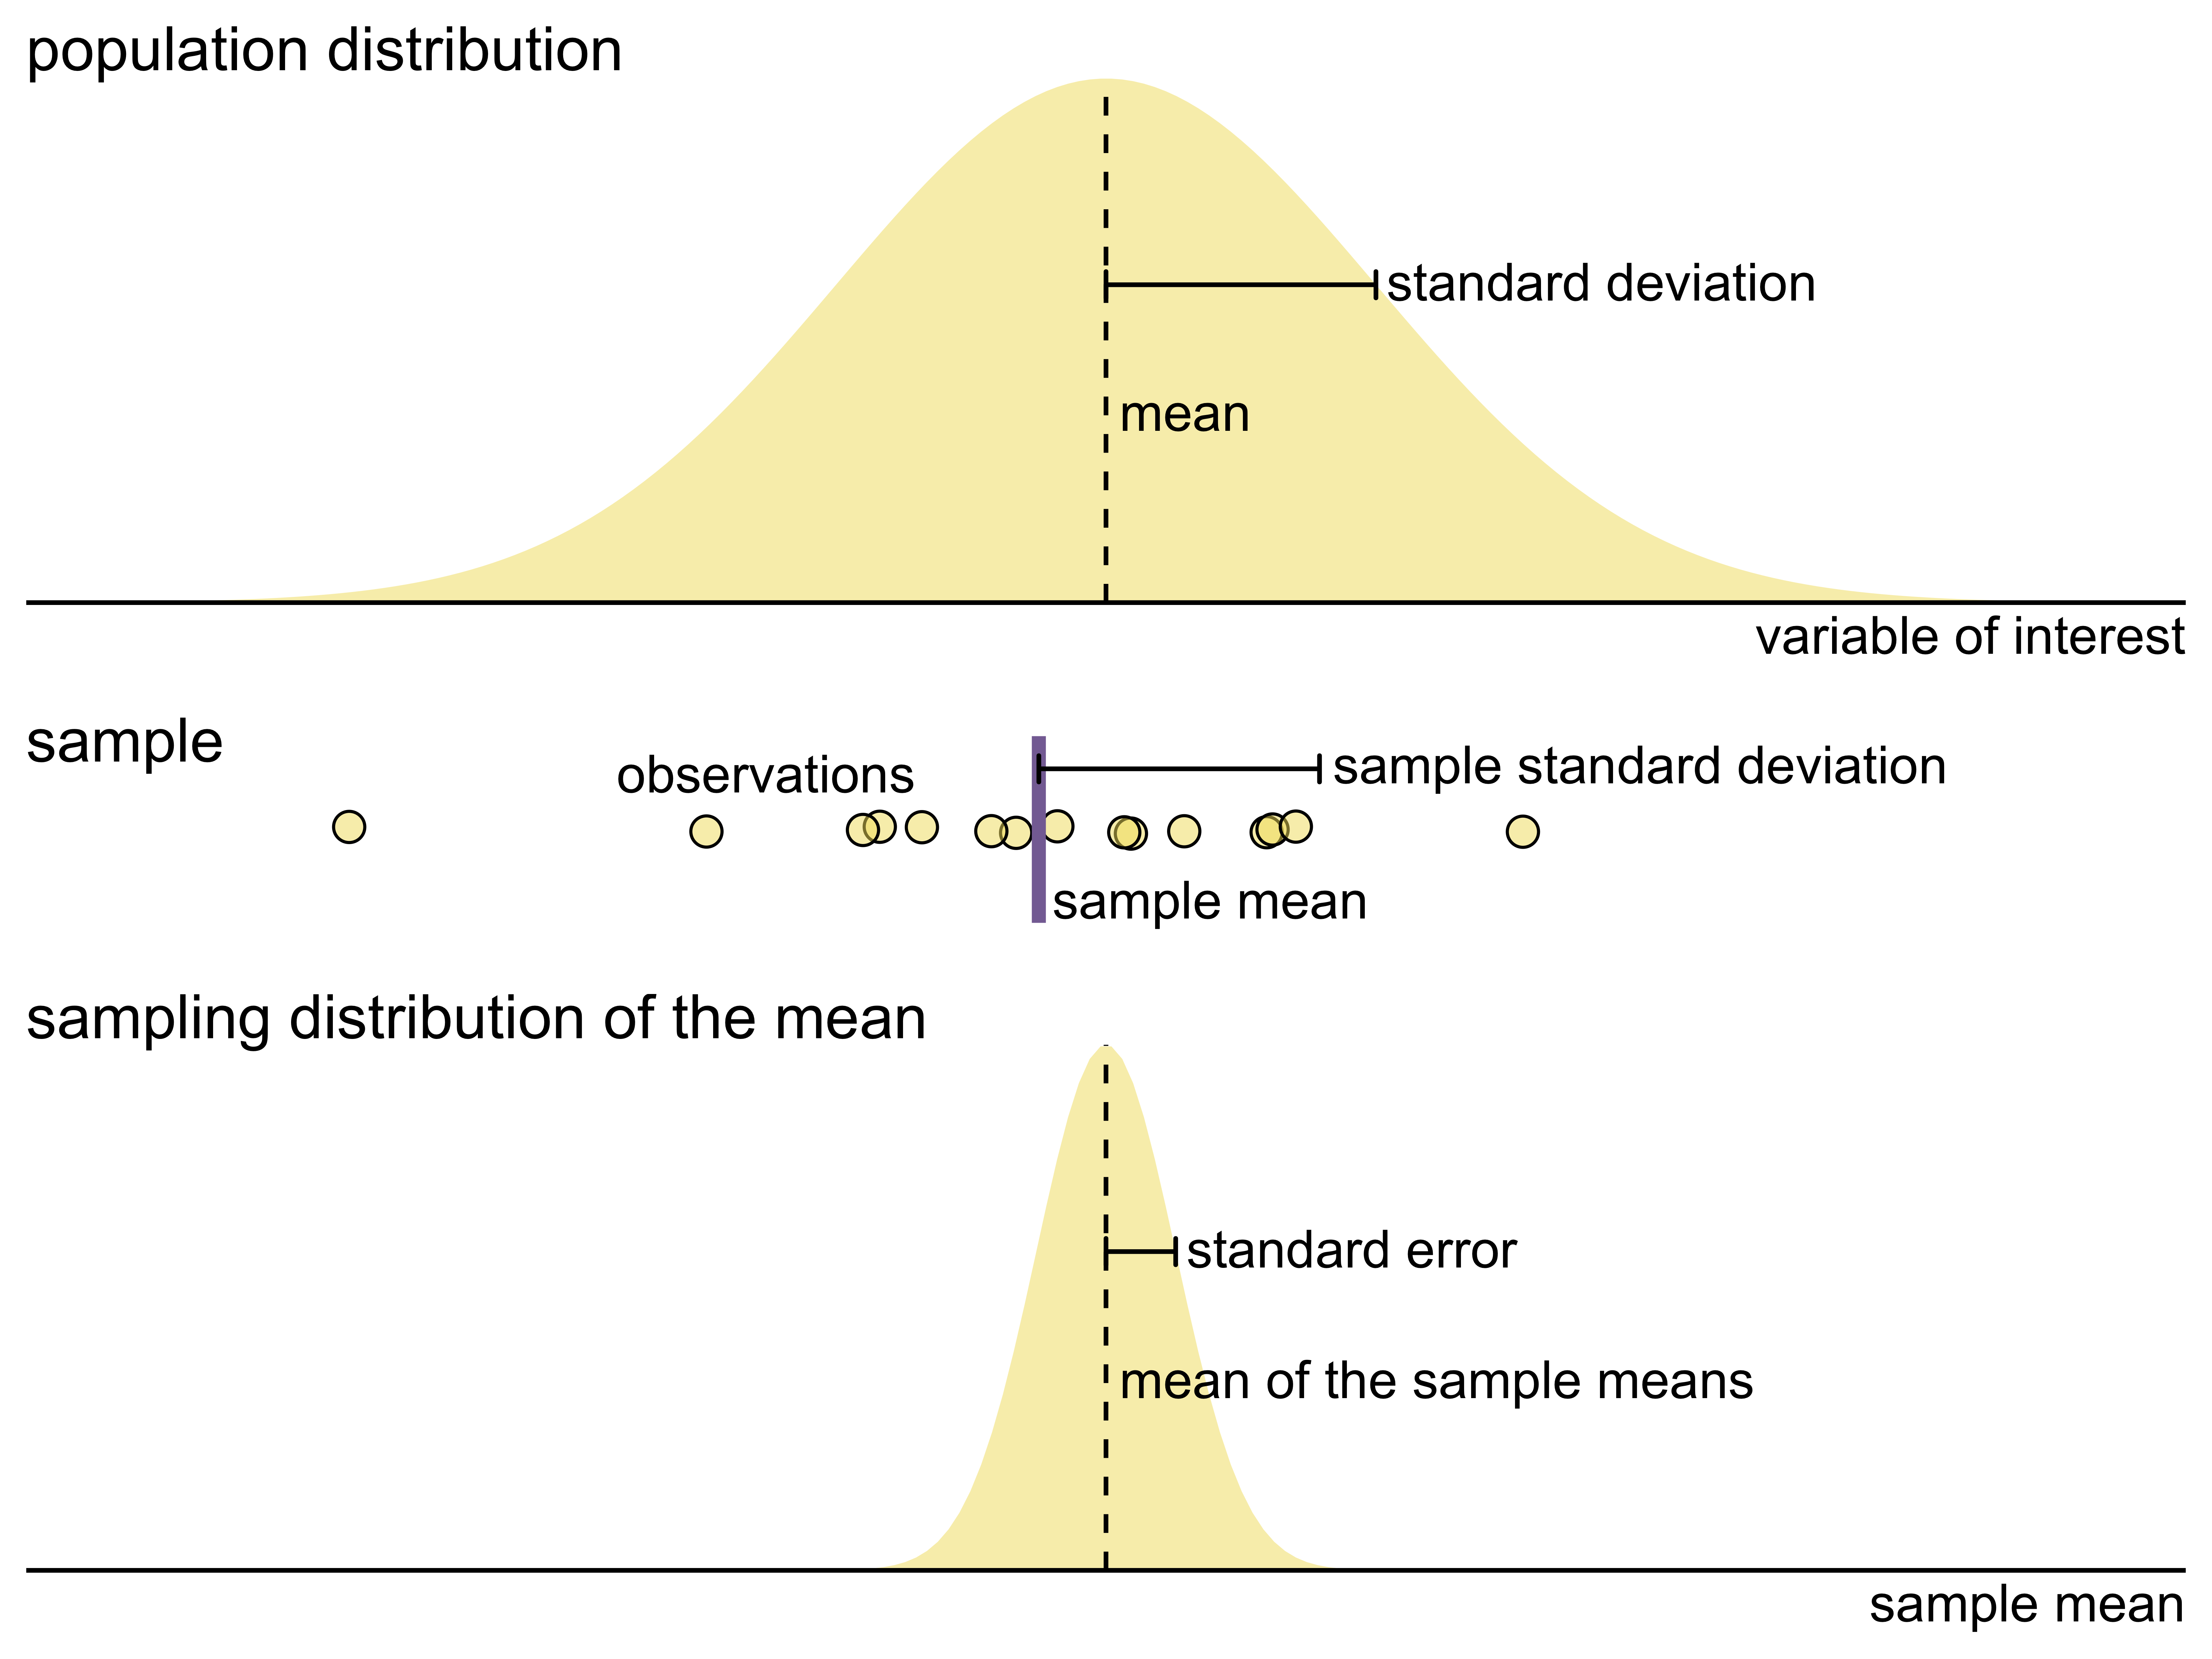 population distribution
standard deviation
mean
variable of interest
sample
observations
sample standard deviation
sample mean
sampling distribution of the mean
standard error
mean of the sample means
sample mean